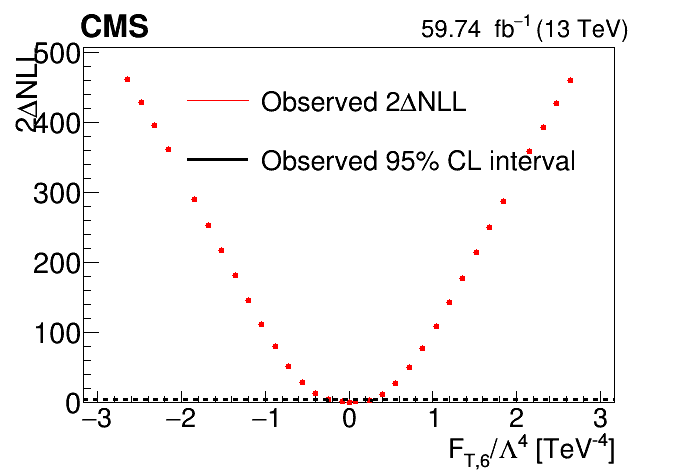 CMS 59.74 fb⁻¹ (13 TeV)
2ΔNLL
500
400
300
200
100
0
Observed 2ΔNLL
Observed 95% CL interval
−3 −2 −1 0 1 2 3
F_T,6/Λ⁴ [TeV⁻⁴]